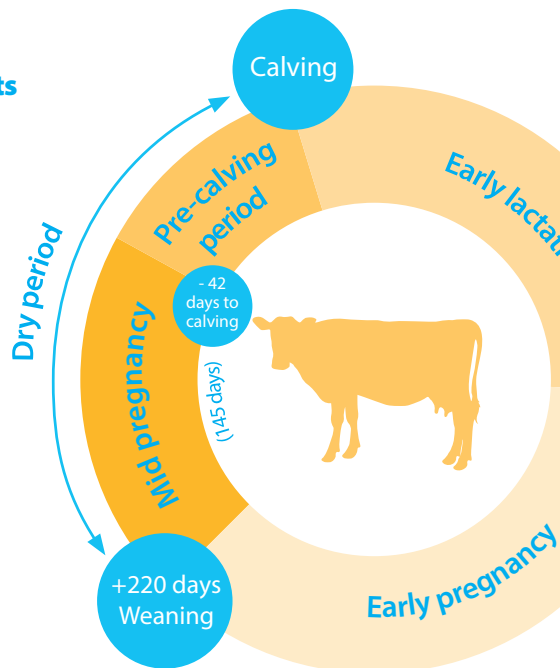 Calving
Pre-calving
period
Dry period
- 42
days to
calving
(145 days)
Mid pregnancy
+220 days
Weaning
Early pregnancy
Early